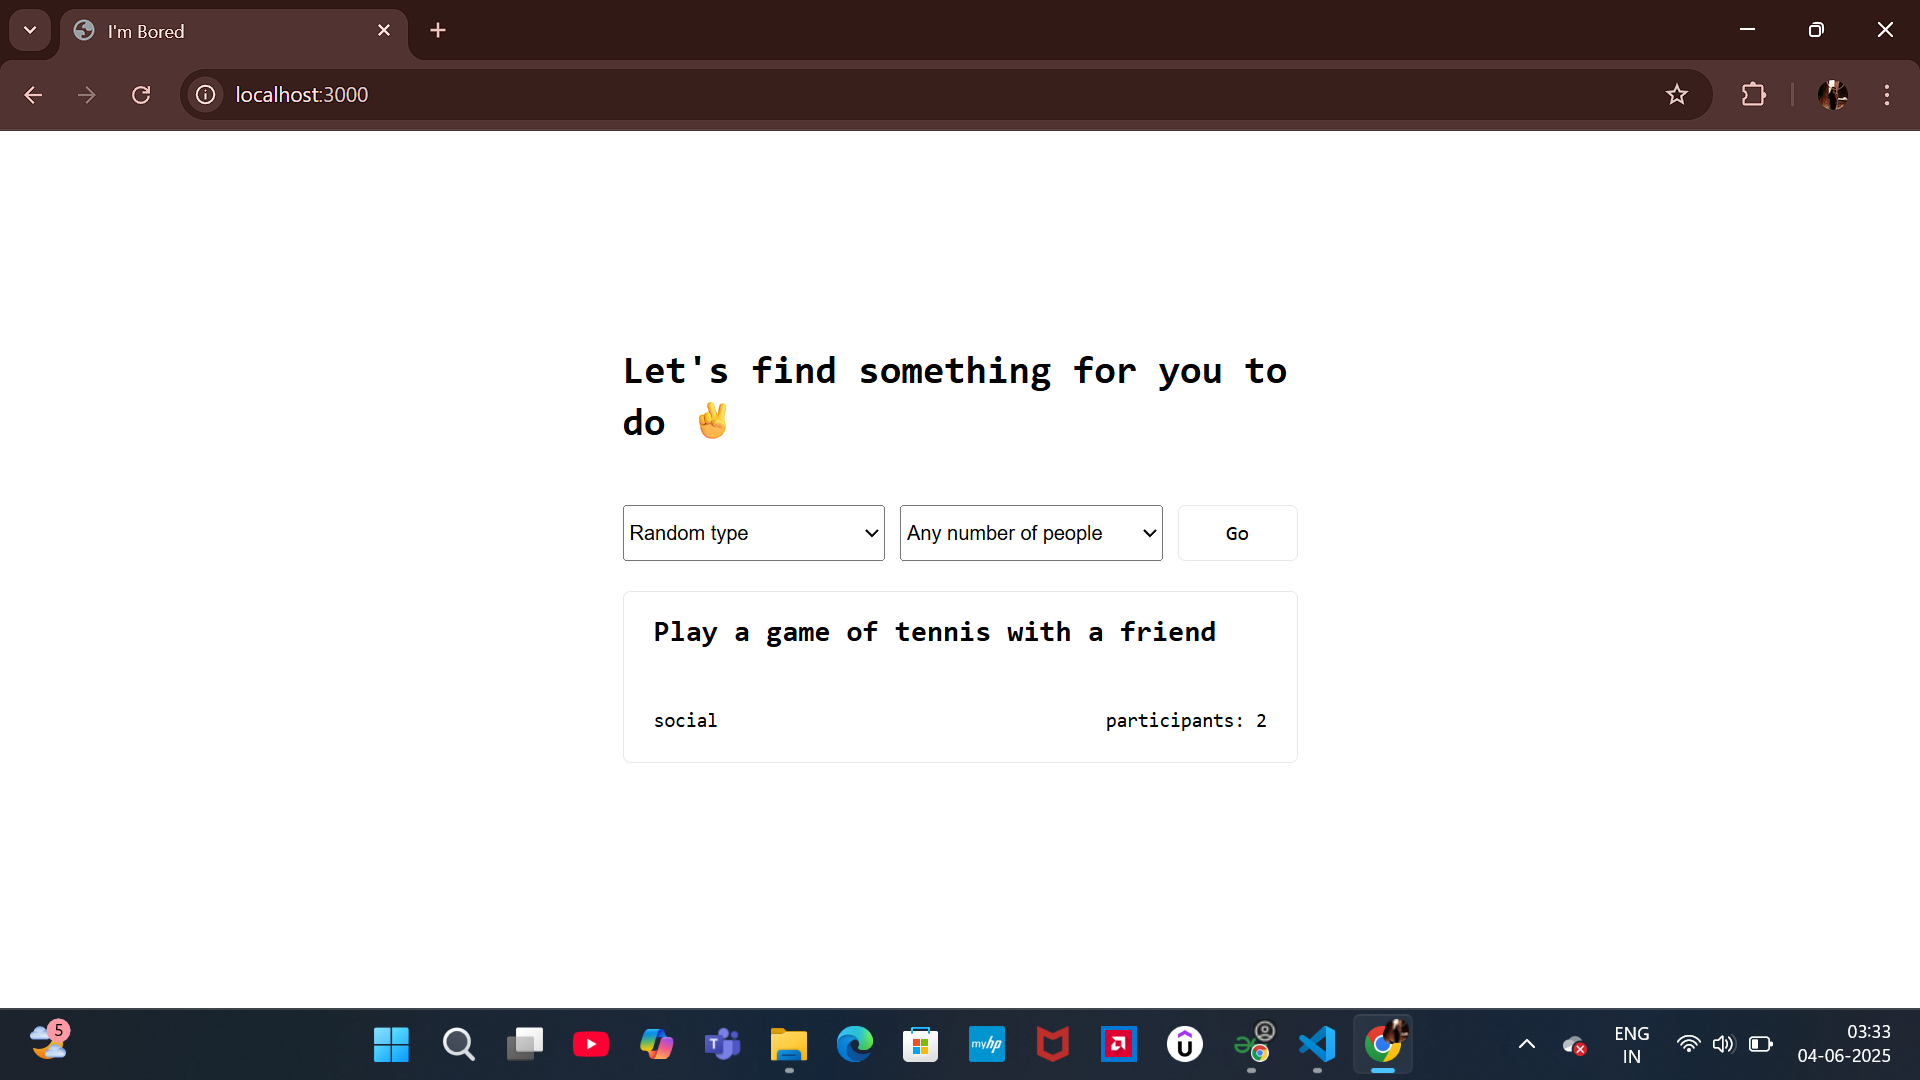 I'm Bored
localhost:3000
Let's find something for you to
do ✌
Random type
Any number of people
Go
Play a game of tennis with a friend
social
participants: 2
5
T
myhp
ENG
IN
03:33
04-06-2025